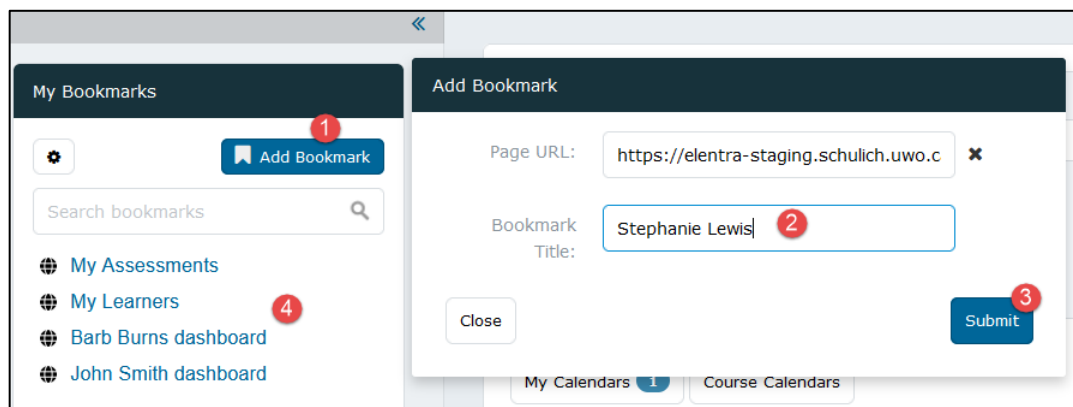 «
My Bookmarks
1
Add Bookmark
Search bookmarks
My Assessments
My Learners
4
Barb Burns dashboard
John Smith dashboard
Add Bookmark
Page URL:
https://elentra-staging.schulich.uwo.c
Bookmark
Title:
Stephanie Lewis
2
3
Close
Submit
My Calendars 1
Course Calendars